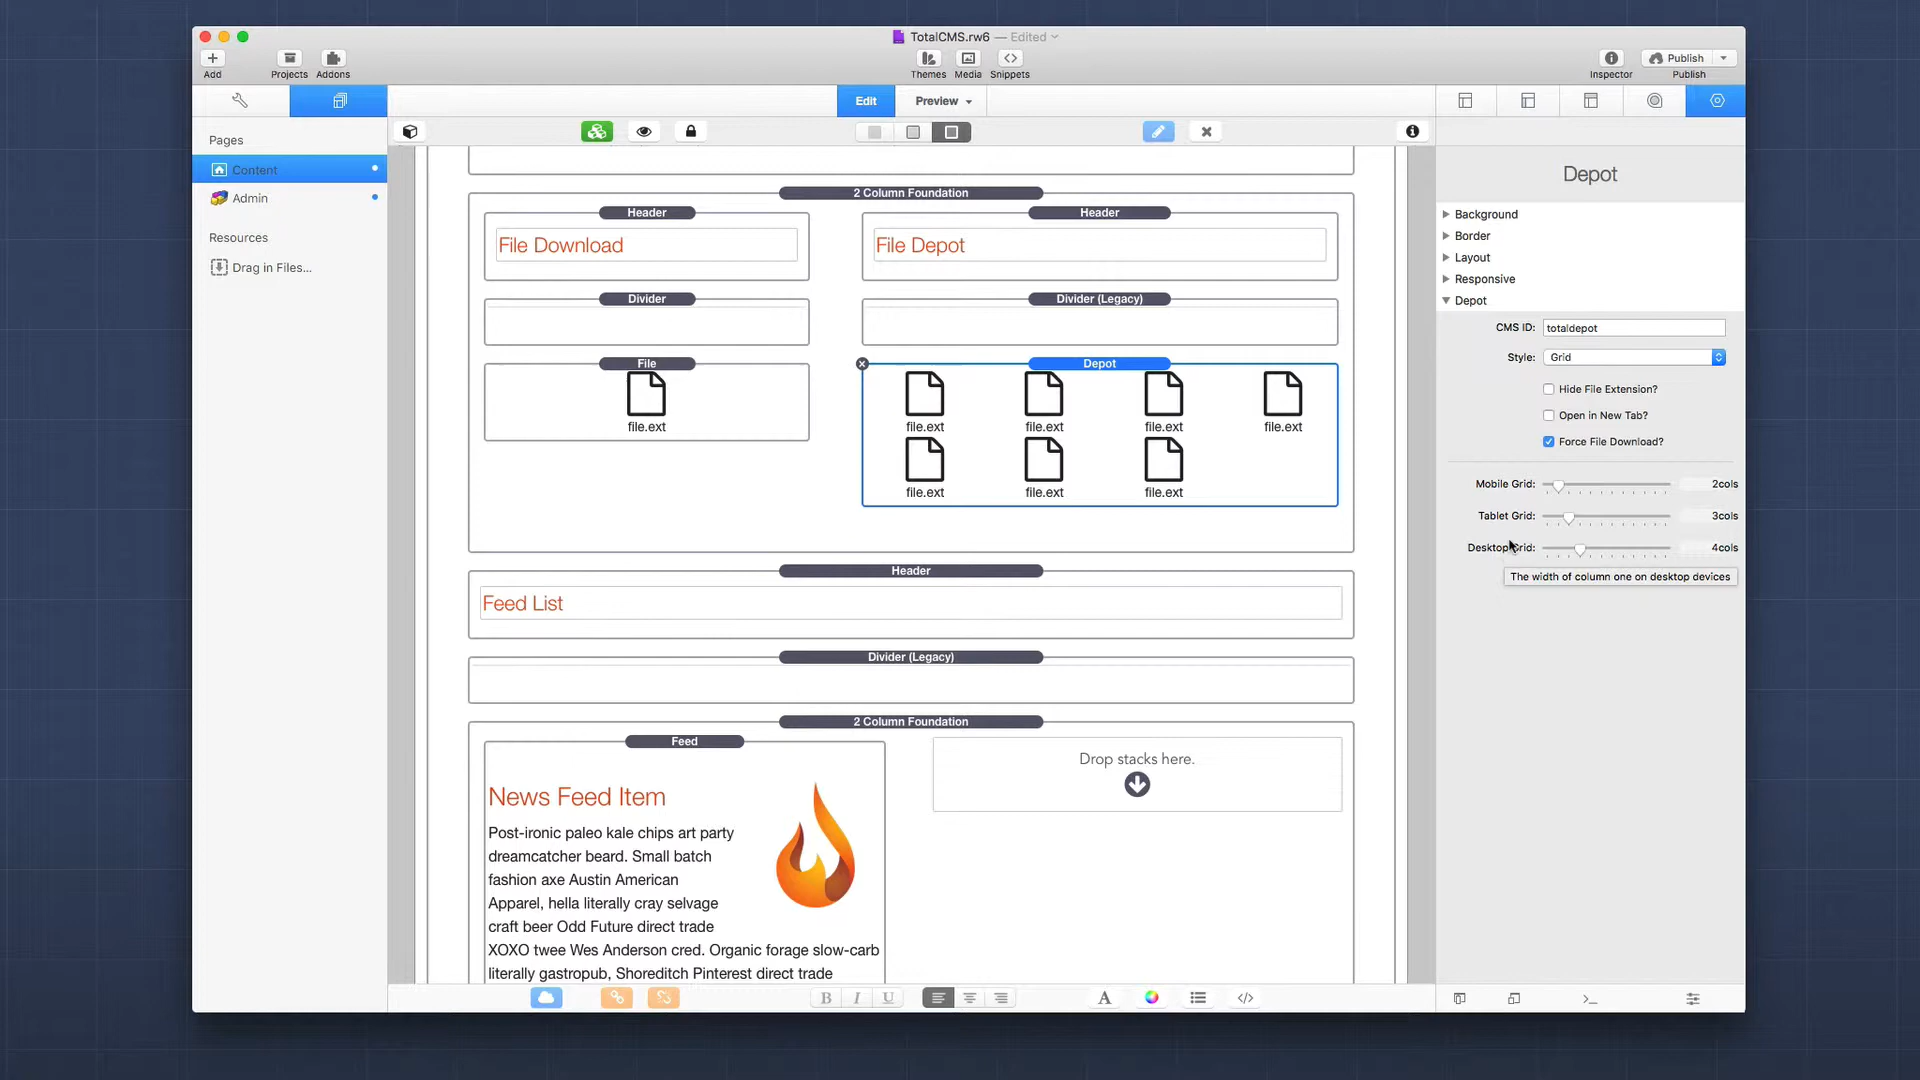 TotalCMS.rw6 — Edited
Add
Projects
Addons
Themes
Media
Snippets
Inspector
Publish
Publish
Edit
Preview
Pages
Content
Admin
Resources
Drag in Files...
2 Column Foundation
Header
File Download
Header
File Depot
Divider
Divider (Legacy)
File
file.ext
Depot
file.ext
file.ext
file.ext
file.ext
file.ext
file.ext
file.ext
Header
Feed List
Divider (Legacy)
2 Column Foundation
Feed
News Feed Item
Post-ironic paleo kale chips art party
dreamcatcher beard. Small batch
fashion axe Austin American
Apparel, hella literally cray selvage
craft beer Odd Future direct trade
XOXO twee Wes Anderson cred. Organic forage slow-carb
literally gastropub, Shoreditch Pinterest direct trade
Drop stacks here.
B I U
A
Depot
Background
Border
Layout
Responsive
Depot
CMS ID: totaldepot
Style: Grid
Hide File Extension?
Open in New Tab?
Force File Download?
Mobile Grid: 2cols
Tablet Grid: 3cols
Desktop Grid: 4cols
The width of column one on desktop devices